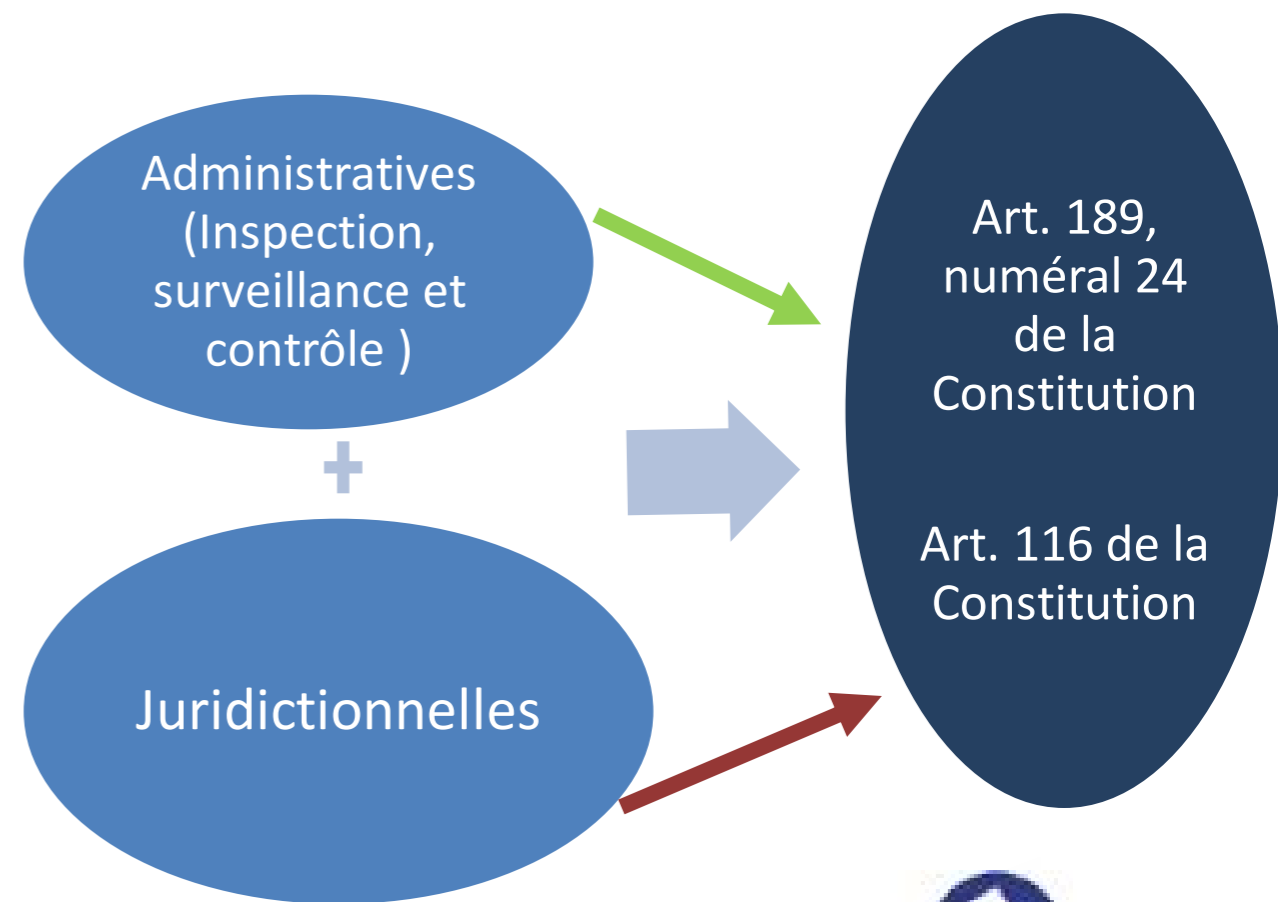 Administratives
(Inspection,
surveillance et
contrôle )
Juridictionnelles
Art. 189,
numéral 24
de la
Constitution
Art. 116 de la
Constitution